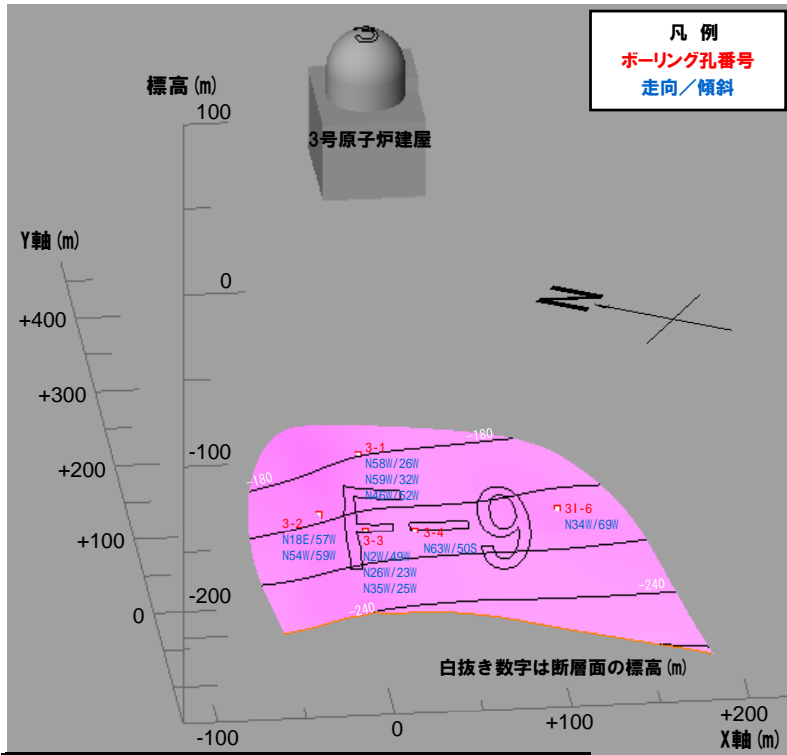 凡 例
ボーリング孔番号
走向／傾斜
3
標高(m)
100
3号原子炉建屋
Y軸(m)
0
+400
N
+300
-100
+200
-180
-180
3-1
N58W/26W
N59W/32W
N46W/62W
F-9
3-2
N18E/57W
N54W/59W
3-3
N2W/49W
N26W/23W
N35W/25W
3-4
N63W/50S
3I-6
N34W/69W
+100
-200
0
-240
-240
白抜き数字は断層面の標高(m)
-100
0
+100
+200
X軸(m)